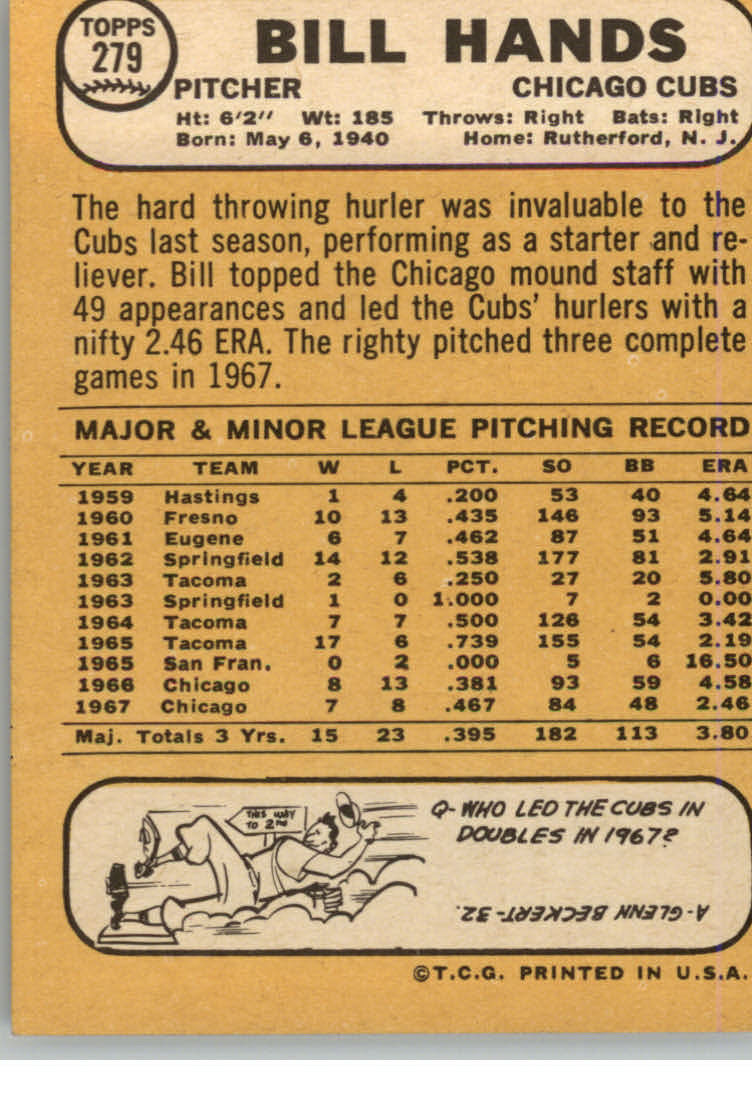 TOPPS
279
BILL HANDS
PITCHER CHICAGO CUBS
Ht: 6'2" Wt: 185 Throws: Right Bats: Right
Born: May 6, 1940 Home: Rutherford, N. J.
The hard throwing hurler was invaluable to the
Cubs last season, performing as a starter and re-
liever. Bill topped the Chicago mound staff with
49 appearances and led the Cubs' hurlers with a
nifty 2.46 ERA. The righty pitched three complete
games in 1967.
MAJOR & MINOR LEAGUE PITCHING RECORD
YEAR TEAM W L PCT. SO BB ERA
1959 Hastings 1 4 .200 53 40 4.64
1960 Fresno 10 13 .435 146 93 5.14
1961 Eugene 6 7 .462 87 51 4.64
1962 Springfield 14 12 .538 177 81 2.91
1963 Tacoma 2 6 .250 27 20 5.80
1963 Springfield 1 0 1.000 7 2 0.00
1964 Tacoma 7 7 .500 126 54 3.42
1965 Tacoma 17 6 .739 155 54 2.19
1965 San Fran. 0 2 .000 5 6 16.50
1966 Chicago 8 13 .381 93 59 4.58
1967 Chicago 7 8 .467 84 48 2.46
Maj. Totals 3 Yrs. 15 23 .395 182 113 3.80
THIS WAY
TO 2ND
Q- WHO LED THE CUBS IN
DOUBLES IN 1967?
A- GLENN BECKERT- 32.
©T.C.G. PRINTED IN U.S.A.